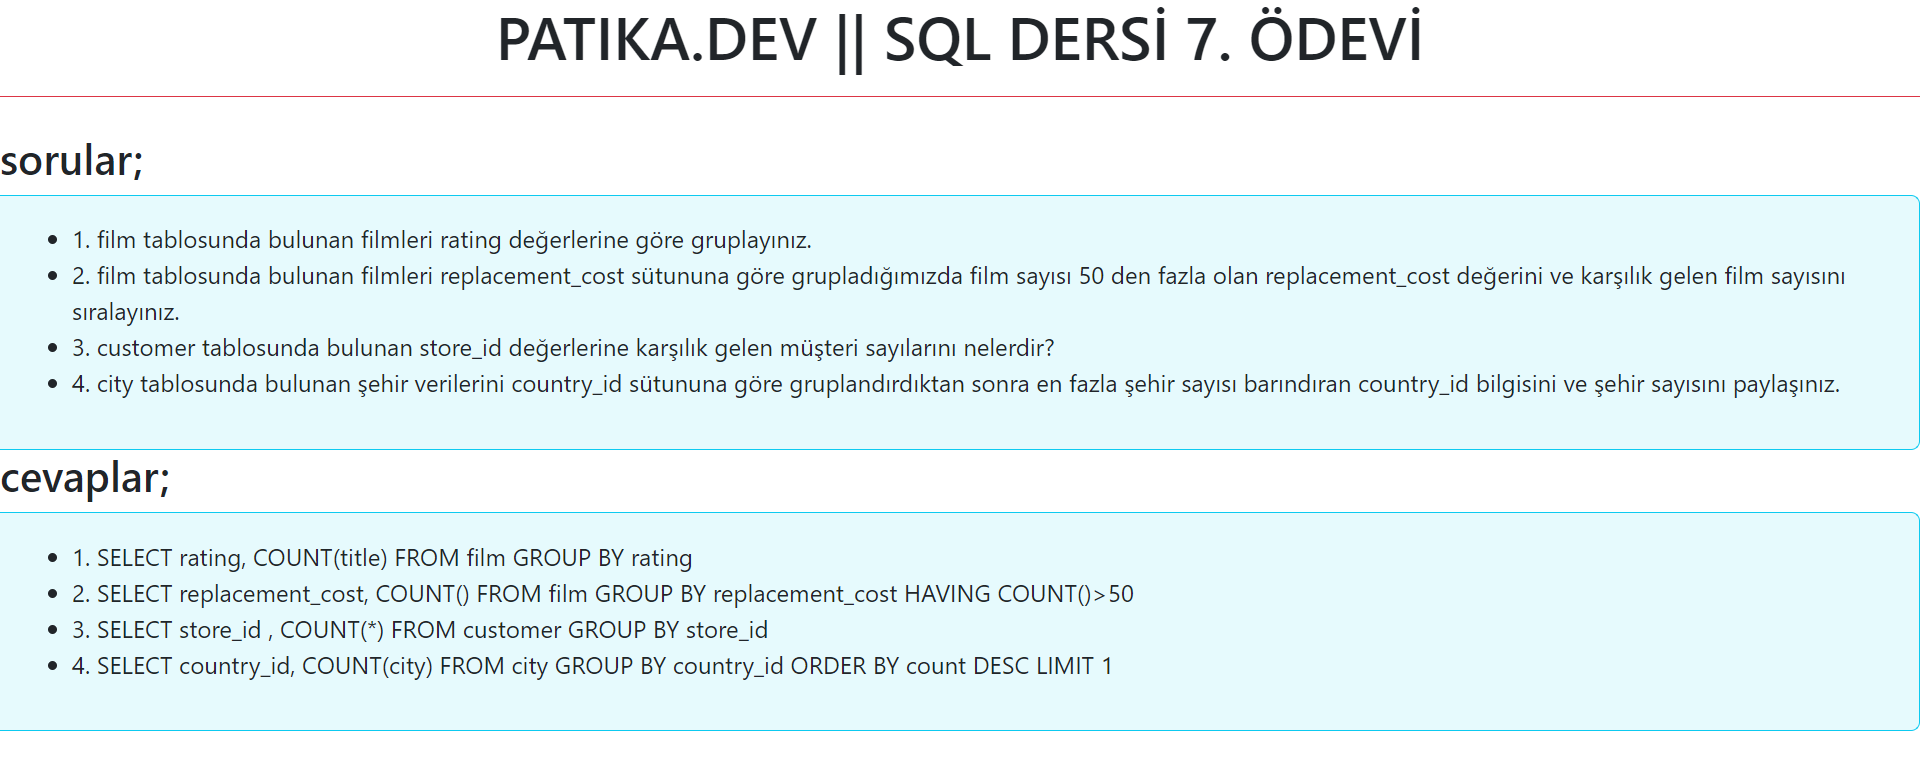 PATIKA.DEV || SQL DERSİ 7. ÖDEVİ
sorular;
• 1. film tablosunda bulunan filmleri rating değerlerine göre gruplayınız.
• 2. film tablosunda bulunan filmleri replacement_cost sütununa göre grupladığımızda film sayısı 50 den fazla olan replacement_cost değerini ve karşılık gelen film sayısını
sıralayınız.
• 3. customer tablosunda bulunan store_id değerlerine karşılık gelen müşteri sayılarını nelerdir?
• 4. city tablosunda bulunan şehir verilerini country_id sütununa göre gruplandırdıktan sonra en fazla şehir sayısı barındıran country_id bilgisini ve şehir sayısını paylaşınız.
cevaplar;
• 1. SELECT rating, COUNT(title) FROM film GROUP BY rating
• 2. SELECT replacement_cost, COUNT() FROM film GROUP BY replacement_cost HAVING COUNT()>50
• 3. SELECT store_id , COUNT(*) FROM customer GROUP BY store_id
• 4. SELECT country_id, COUNT(city) FROM city GROUP BY country_id ORDER BY count DESC LIMIT 1